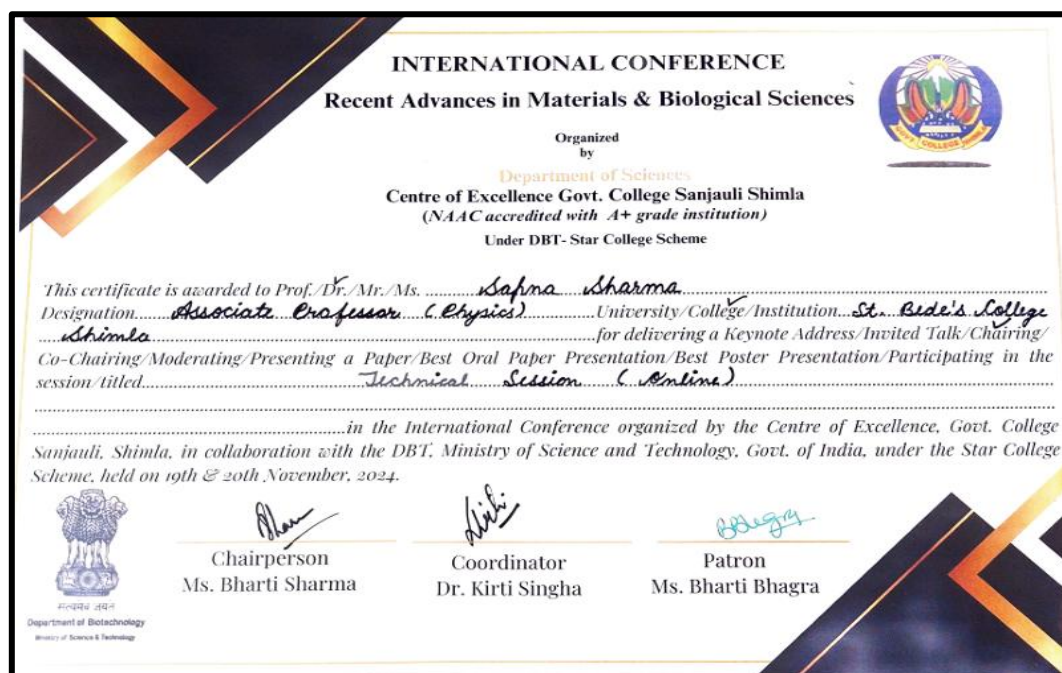 INTERNATIONAL CONFERENCE
Recent Advances in Materials & Biological Sciences
Organized
by
Department of Sciences
Centre of Excellence Govt. College Sanjauli Shimla
(NAAC accredited with A+ grade institution)
Under DBT- Star College Scheme
GOVT COLLEGE
This certificate is awarded to Prof./Dr./Mr./Ms. Sapna Sharma
Designation Associate Professor (Physics) University/College/Institution St. Bede's College
Shimla for delivering a Keynote Address/Invited Talk/Chairing/
Co-Chairing/Moderating/Presenting a Paper/Best Oral Paper Presentation/Best Poster Presentation/Participating in the
session/titled Technical Session (Online)
in the International Conference organized by the Centre of Excellence, Govt. College
Sanjauli, Shimla, in collaboration with the DBT, Ministry of Science and Technology, Govt. of India, under the Star College
Scheme, held on 19th & 20th November, 2024.
Chairperson
Ms. Bharti Sharma
Coordinator
Dr. Kirti Singha
Patron
Ms. Bharti Bhagra
सत्यमेव जयते
Department of Biotechnology
Ministry of Science & Technology